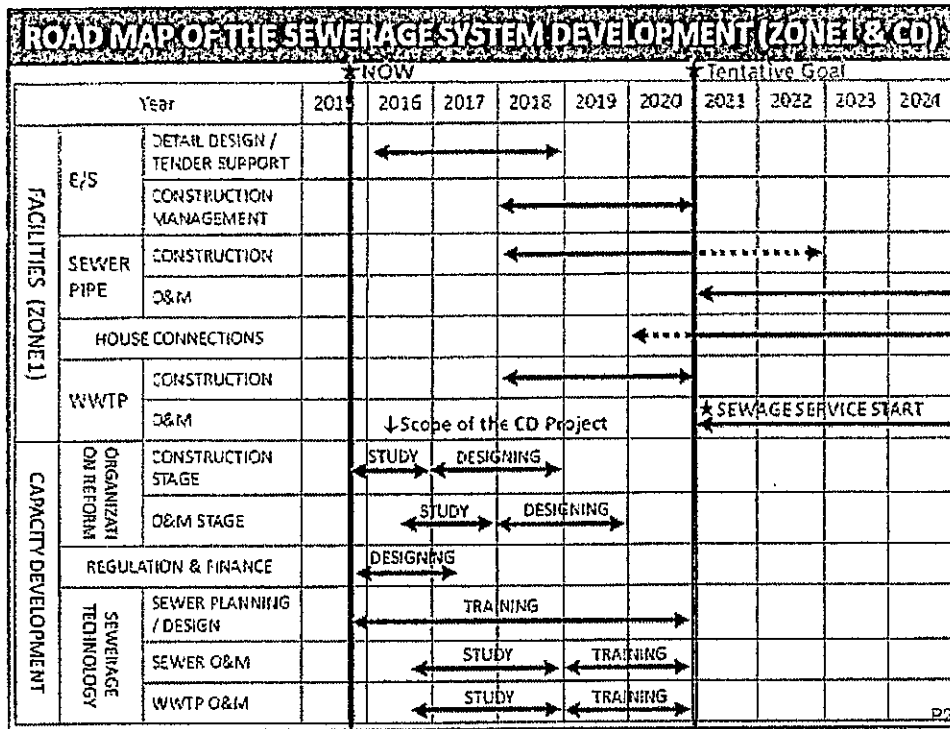 ROAD MAP OF THE SEWERAGE SYSTEM DEVELOPMENT (ZONE1 & CD)
★NOW ★Tentative Goal
Year 2015 2016 2017 2018 2019 2020 2021 2022 2023 2024
FACILITIES (ZONE1)
E/S
DETAIL DESIGN /
TENDER SUPPORT
CONSTRUCTION
MANAGEMENT
SEWER
PIPE
CONSTRUCTION
O&M
HOUSE CONNECTIONS
WWTP
CONSTRUCTION
O&M
↓Scope of the CD Project
★SEWAGE SERVICE START
CAPACITY DEVELOPMENT
ORGANIZATI
ON REFORM
CONSTRUCTION
STAGE
STUDY DESIGNING
O&M STAGE
STUDY DESIGNING
REGULATION & FINANCE
DESIGNING
SEWERAGE
TECHNOLOGY
SEWER PLANNING
/ DESIGN
TRAINING
SEWER O&M
STUDY TRAINING
WWTP O&M
STUDY TRAINING